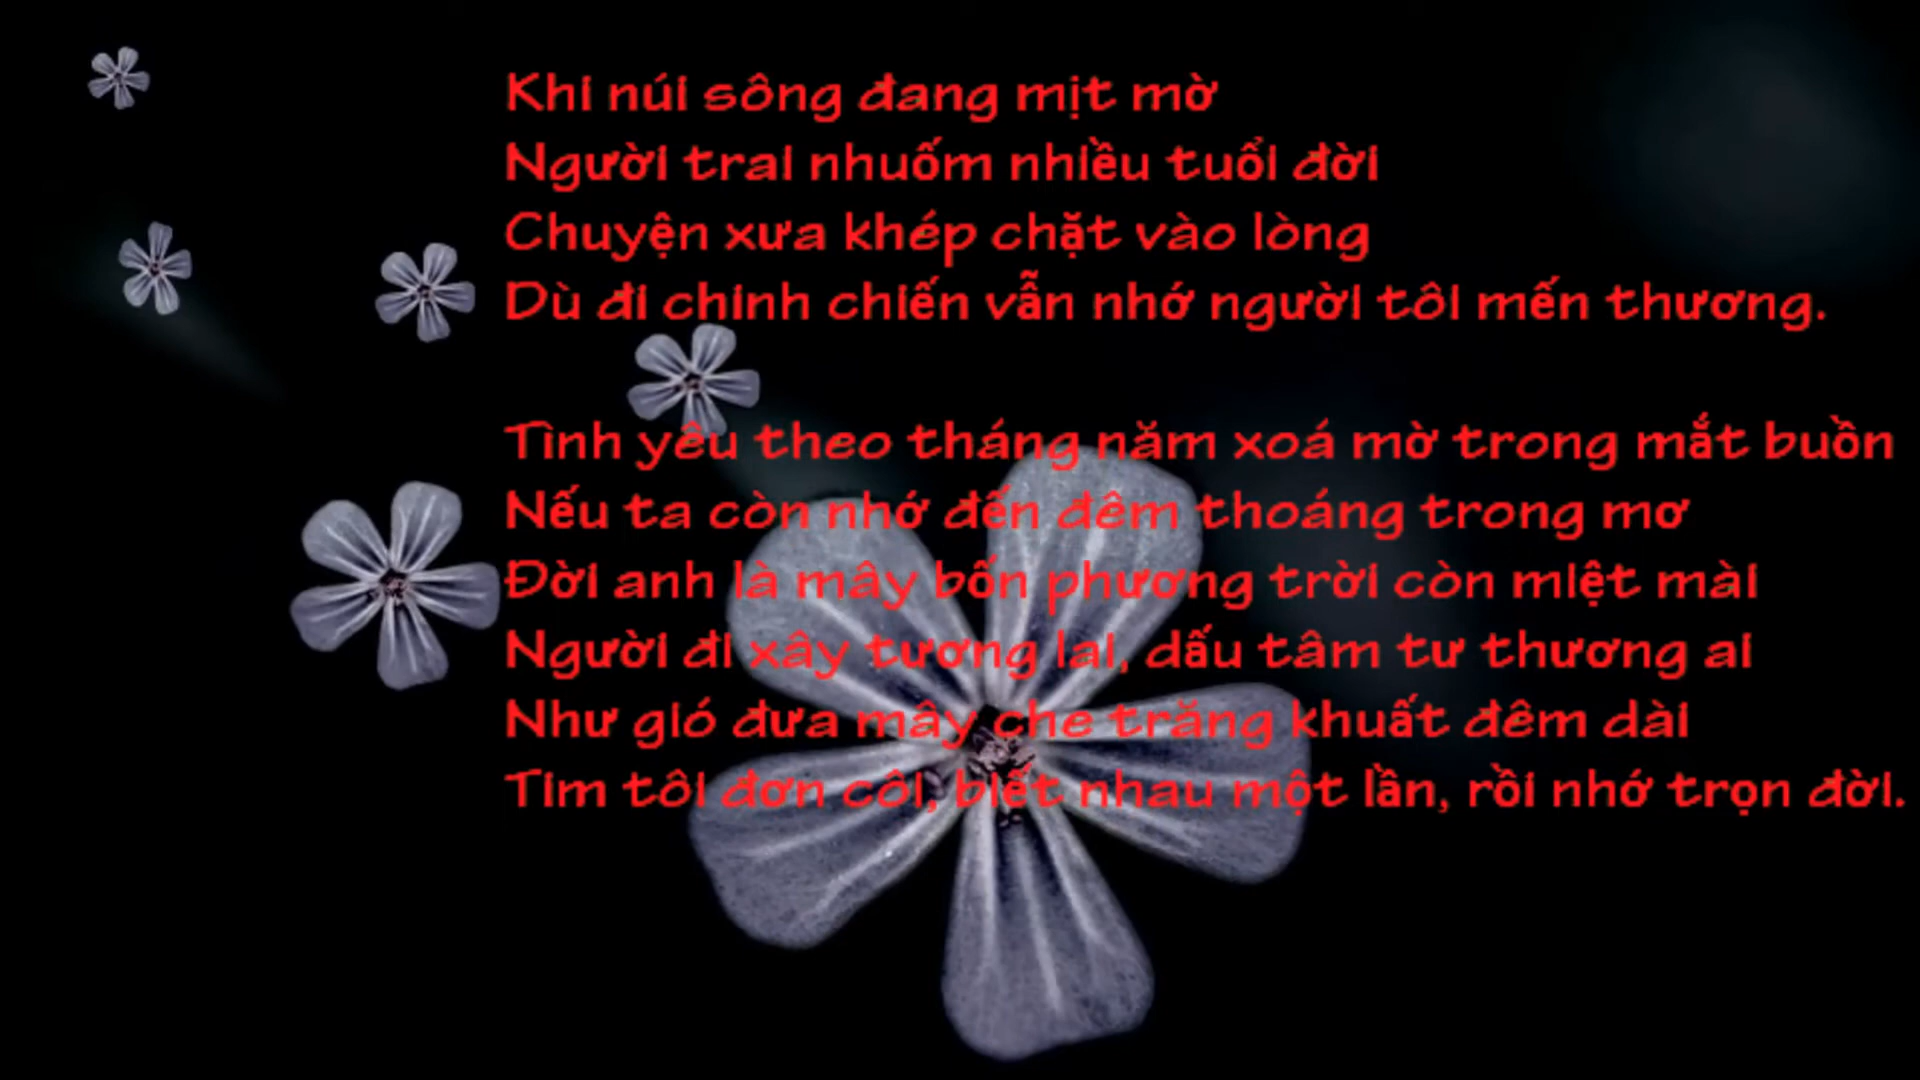 Khi núi sông đang mịt mờ
Người trai nhuốm nhiều tuổi đời
Chuyện xưa khép chặt vào lòng
Dù đi chinh chiến vẫn nhớ người tôi mến thương.
Tình yêu theo tháng năm xoá mờ trong mắt buồn
Nếu ta còn nhớ đến đêm thoáng trong mơ
Đời anh là mây bốn phương trời còn miệt mài
Người đi xây tương lai, dấu tâm tư thương ai
Như gió đưa mây che trăng khuất đêm dài
Tim tôi đơn côi, biết nhau một lần, rồi nhớ trọn đời.